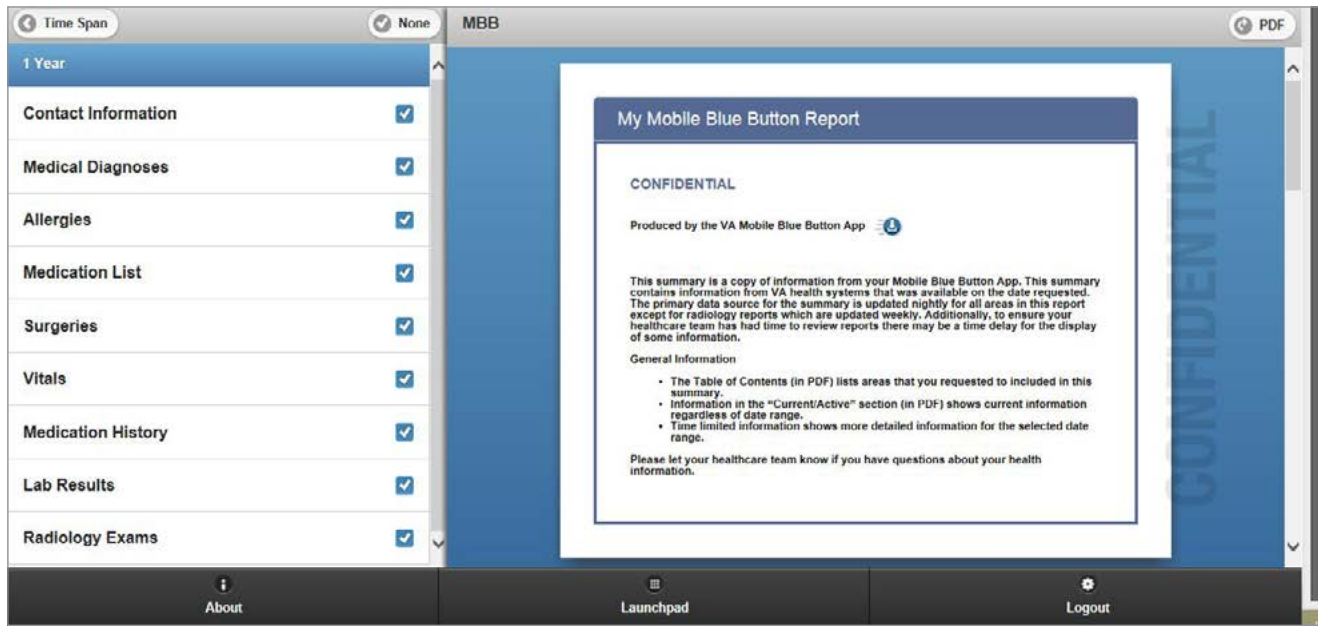 Time Span
None
MBB
PDF
1 Year
Contact Information
Medical Diagnoses
Allergies
Medication List
Surgeries
Vitals
Medication History
Lab Results
Radiology Exams
My Mobile Blue Button Report
CONFIDENTIAL
Produced by the VA Mobile Blue Button App
This summary is a copy of information from your Mobile Blue Button App. This summary
contains information from VA health systems that was available on the date requested.
The primary data source for the summary is updated nightly for all areas in this report
except for radiology reports which are updated weekly. Additionally, to ensure your
healthcare team has had time to review reports there may be a time delay for the display
of some information.
General Information
• The Table of Contents (in PDF) lists areas that you requested to included in this
summary.
• Information in the “Current/Active” section (in PDF) shows current information
regardless of date range.
• Time limited information shows more detailed information for the selected date
range.
Please let your healthcare team know if you have questions about your health
information.
CONFIDENTIAL
About
Launchpad
Logout